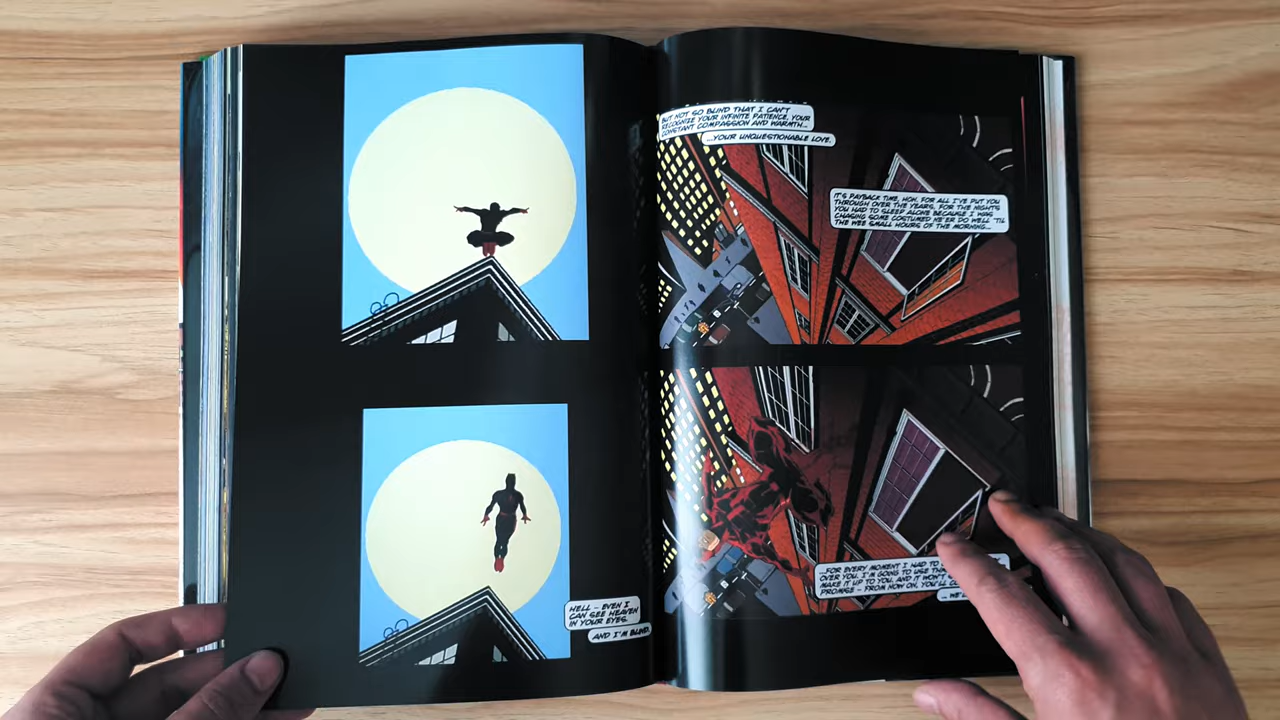 HELL – EVEN I
CAN SEE HEAVEN
IN YOUR EYES.
AND I'M BLIND.
BUT NOT SO BLIND THAT I CAN'T
RECOGNIZE YOUR INFINITE PATIENCE, YOUR
CONSTANT COMPASSION AND WARMTH...
...YOUR UNQUESTIONABLE LOVE.
IT'S PAYBACK TIME, HON. FOR ALL I'VE PUT YOU
THROUGH OVER THE YEARS. FOR THE NIGHTS
YOU HAD TO SLEEP ALONE BECAUSE I WAS
CHASING SOME COSTUMED NE'ER DO WELL 'TIL
THE WEE SMALL HOURS OF THE MORNING...
...FOR EVERY MOMENT I HAD TO
OVER YOU, I'M GOING TO USE
MAKE IT UP TO YOU. AND IT WON'T
PROMISE – FROM NOW ON, YOU'LL